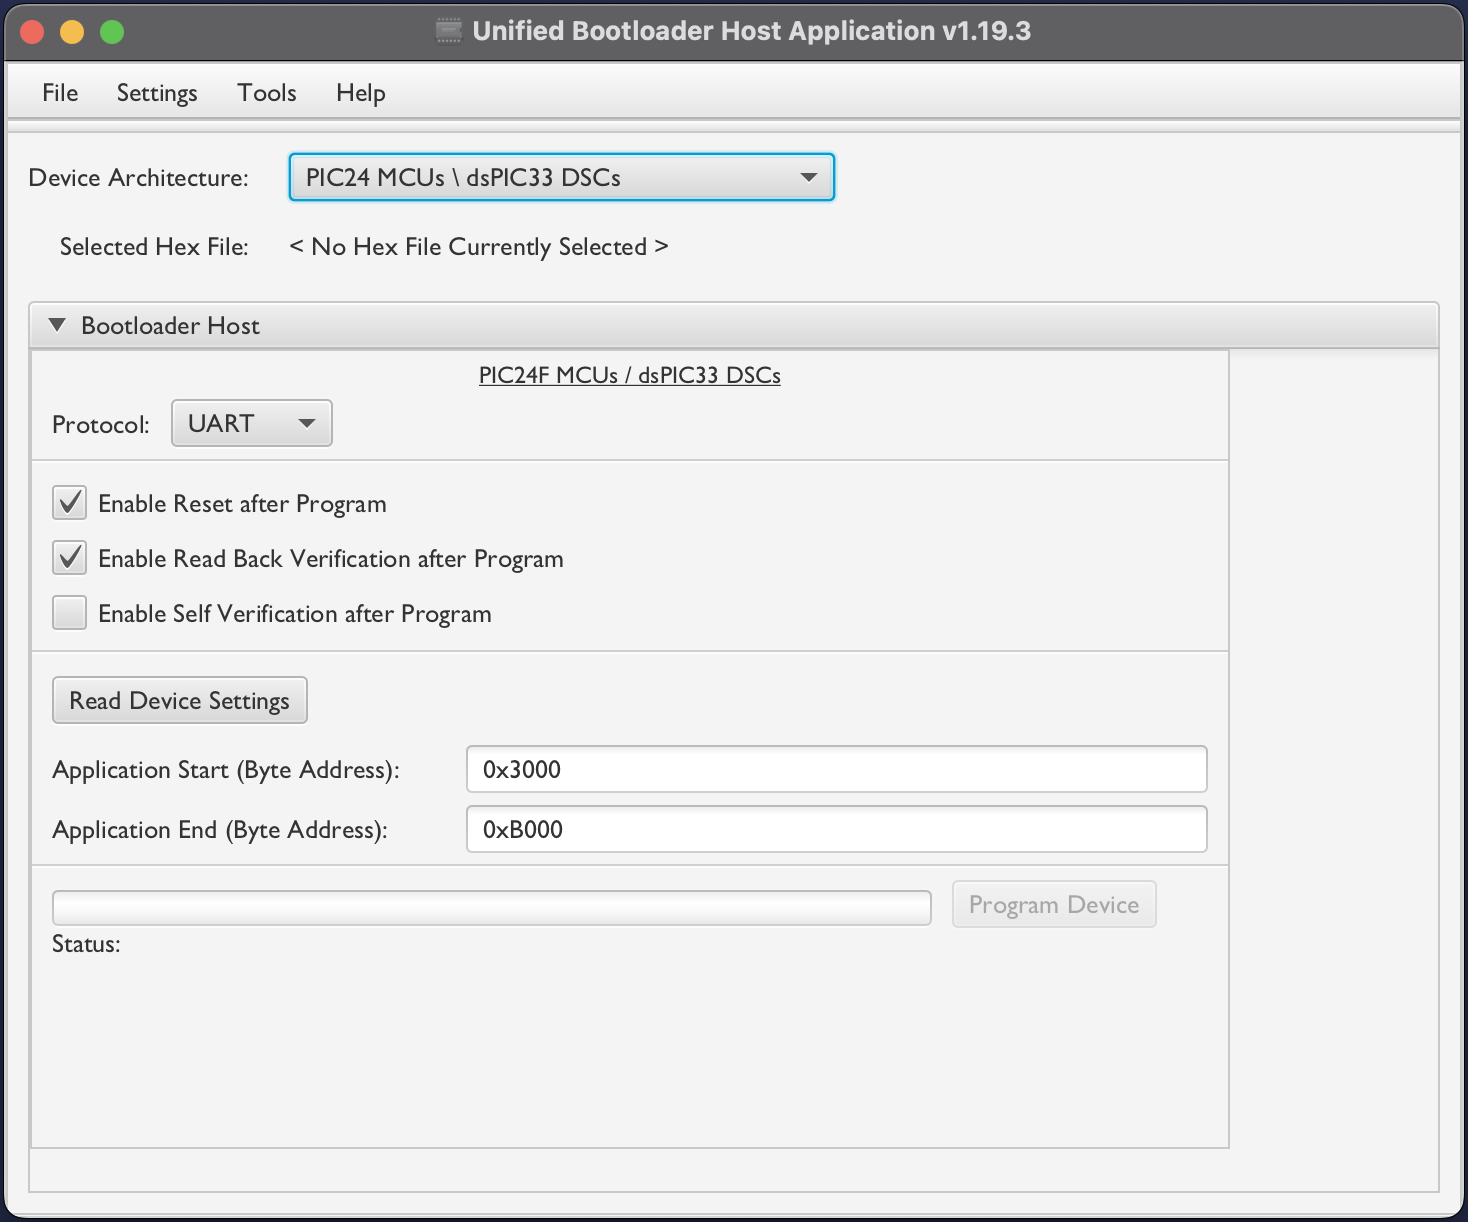 Unified Bootloader Host Application v1.19.3
File Settings Tools Help
Device Architecture: PIC24 MCUs \ dsPIC33 DSCs
Selected Hex File: < No Hex File Currently Selected >
Bootloader Host
PIC24F MCUs / dsPIC33 DSCs
Protocol: UART
Enable Reset after Program
Enable Read Back Verification after Program
Enable Self Verification after Program
Read Device Settings
Application Start (Byte Address): 0x3000
Application End (Byte Address): 0xB000
Program Device
Status: